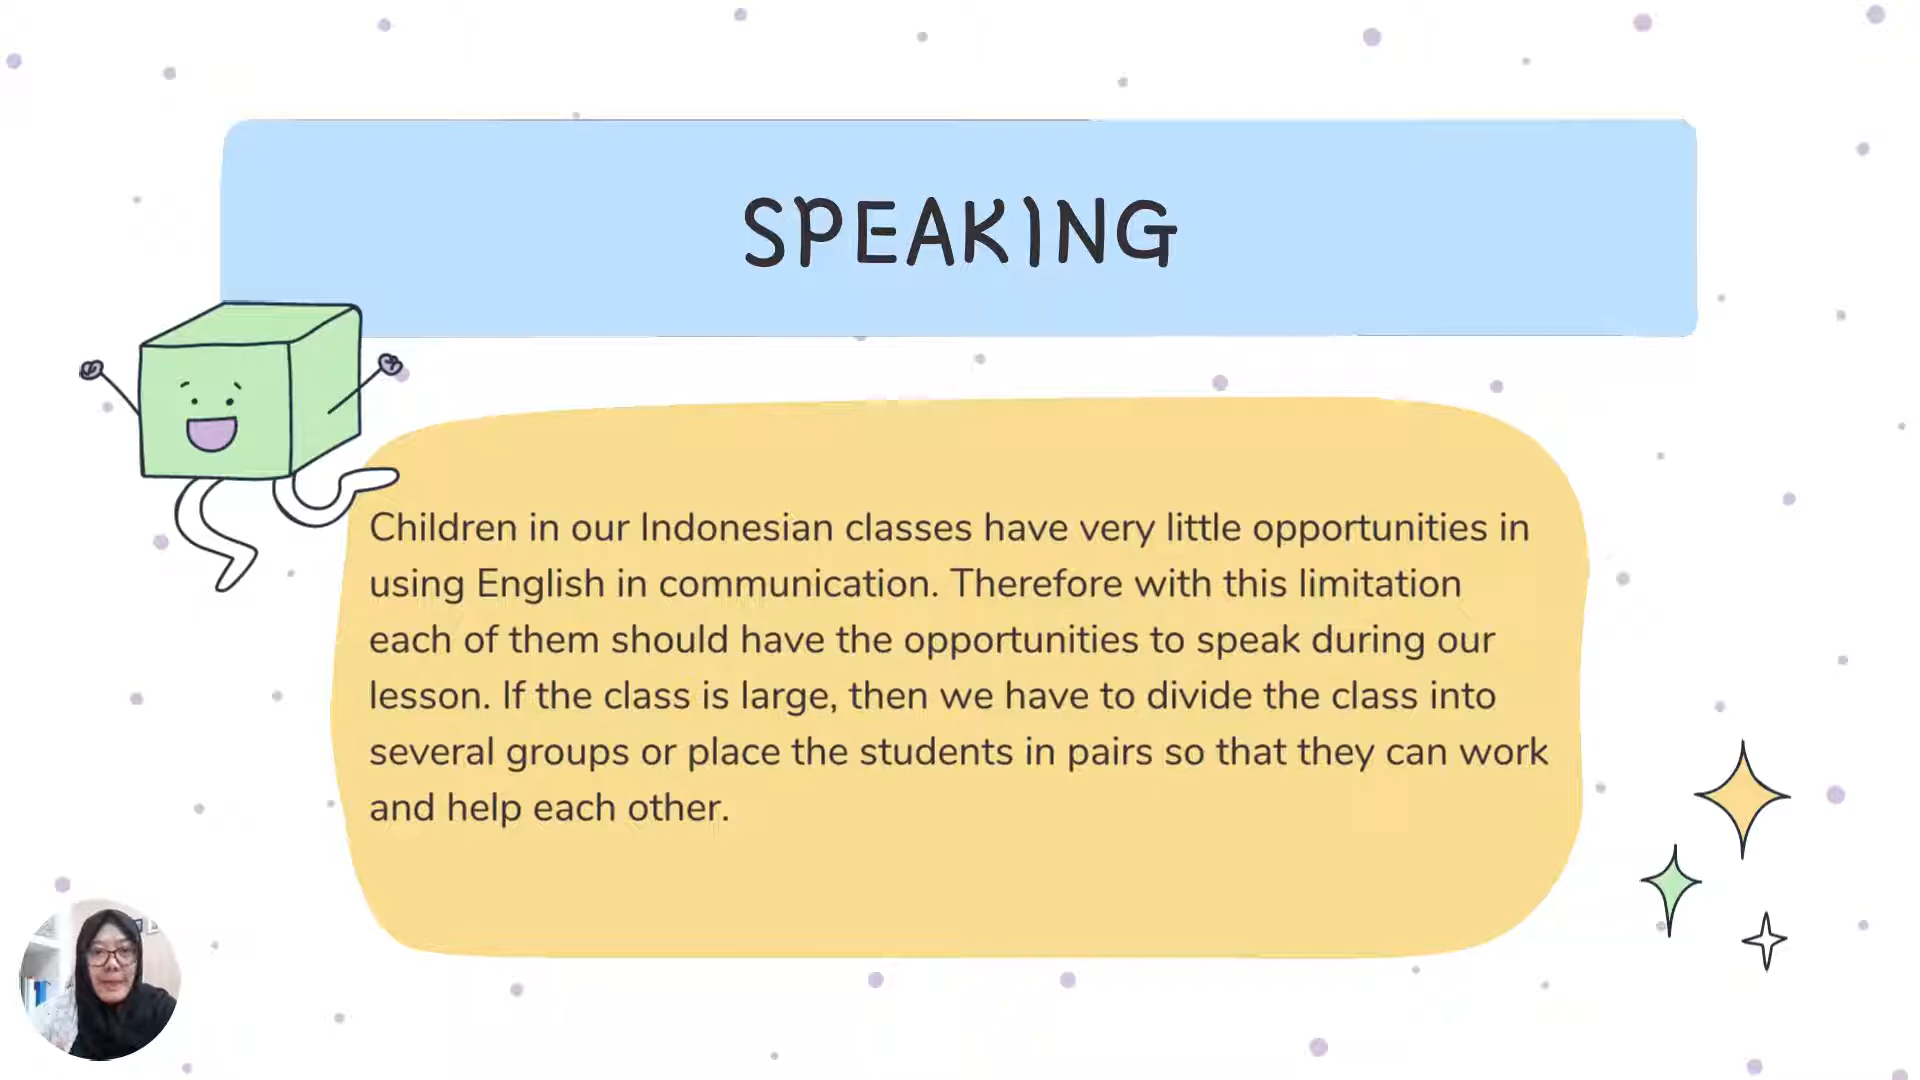 SPEAKING
Children in our Indonesian classes have very little opportunities in
using English in communication. Therefore with this limitation
each of them should have the opportunities to speak during our
lesson. If the class is large, then we have to divide the class into
several groups or place the students in pairs so that they can work
and help each other.